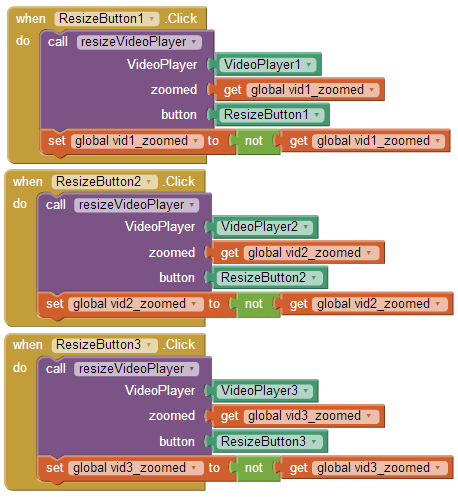 when ResizeButton1 .Click
do call resizeVideoPlayer
VideoPlayer VideoPlayer1
zoomed get global vid1_zoomed
button ResizeButton1
set global vid1_zoomed to not get global vid1_zoomed
when ResizeButton2 .Click
do call resizeVideoPlayer
VideoPlayer VideoPlayer2
zoomed get global vid2_zoomed
button ResizeButton2
set global vid2_zoomed to not get global vid2_zoomed
when ResizeButton3 .Click
do call resizeVideoPlayer
VideoPlayer VideoPlayer3
zoomed get global vid3_zoomed
button ResizeButton3
set global vid3_zoomed to not get global vid3_zoomed